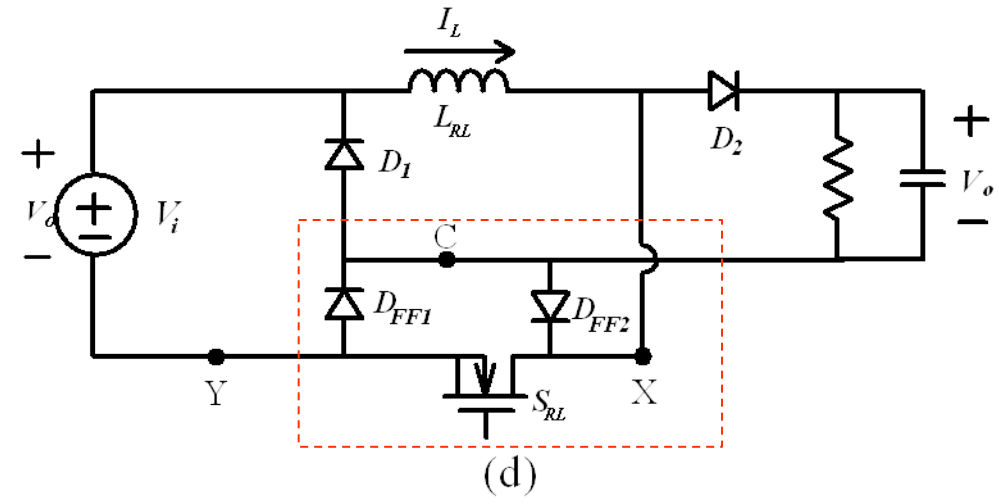 I_L
L_RL
D_1
D_2
+
V_o
−
+
−
V_i
+
V_o
−
C
D_FF1
D_FF2
Y
S_RL
X
(d)